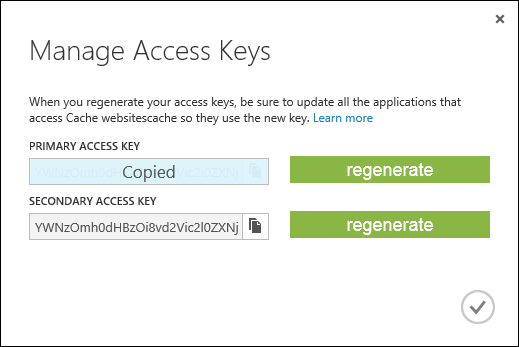 Manage Access Keys
When you regenerate your access keys, be sure to update all the applications that
access Cache websitescache so they use the new key. Learn more
PRIMARY ACCESS KEY
Copied
regenerate
SECONDARY ACCESS KEY
YWNzOmh0dHBzOi8vd2Vic2l0ZXNj
regenerate